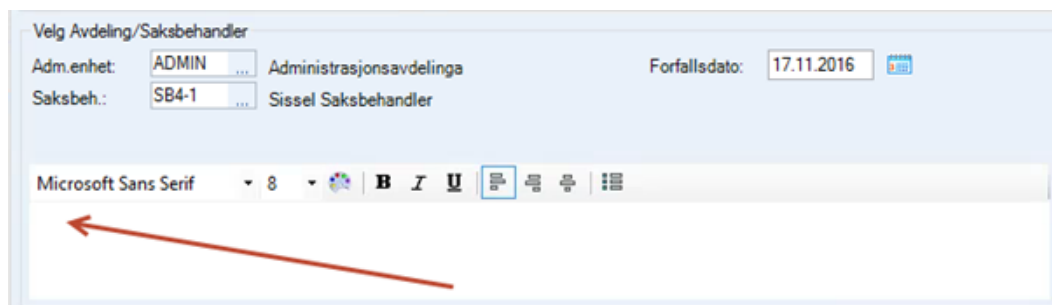 Velg Avdeling/Saksbehandler
Adm.enhet: ADMIN ... Administrasjonsavdelinga Forfallsdato: 17.11.2016
Saksbeh.: SB4-1 ... Sissel Saksbehandler
Microsoft Sans Serif 8 B I U